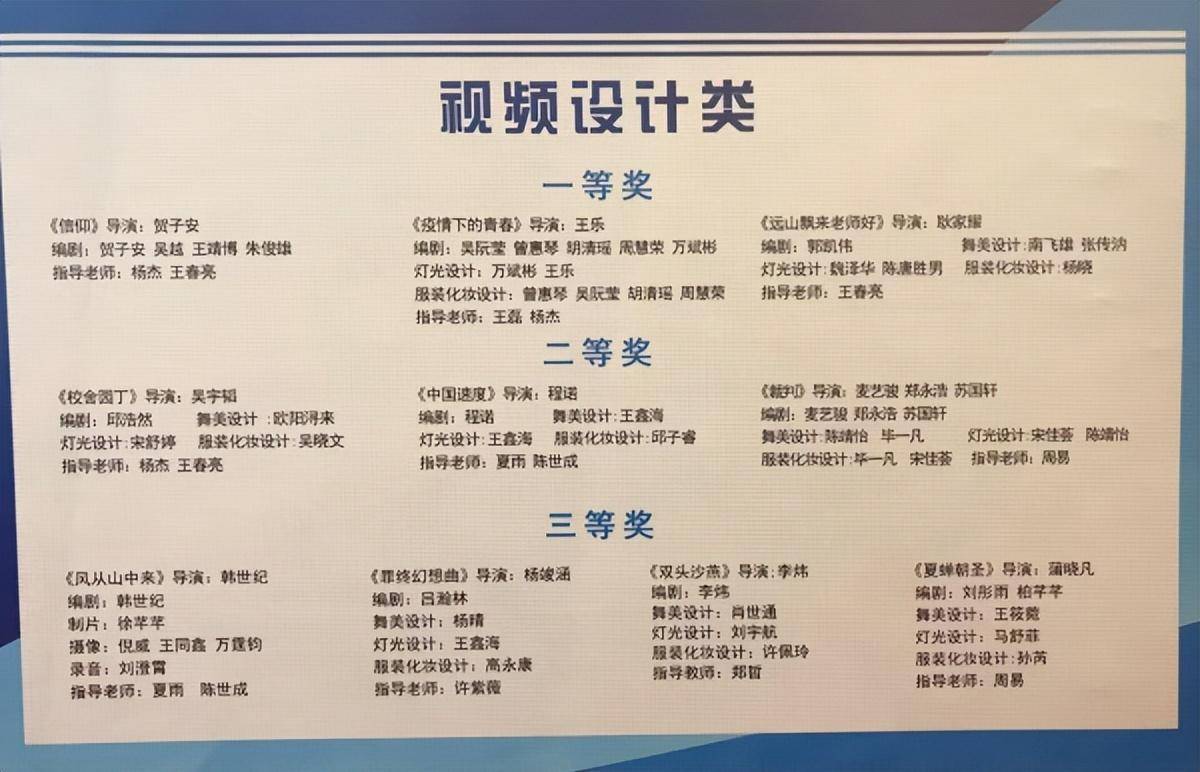 视频设计类
一等奖
《信仰》导演：贺子安
编剧：贺子安 吴越 王靖博 朱俊雄
指导老师：杨杰 王春亮
《疫情下的青春》导演：王乐
编剧：吴阮莹 曾惠琴 胡清瑶 周慧荣 万斌彬
灯光设计：万斌彬 王乐
服装化妆设计：曾惠琴 吴阮莹 胡清瑶 周慧荣
指导老师：王磊 杨杰
《远山飘来老师好》导演：耿家耀
编剧：郭凯伟 舞美设计:南飞雄 张传汭
灯光设计:魏泽华 陈唐胜男 服装化妆设计:杨晓
指导老师：王春亮
二等奖
《校舍园丁》导演：吴宇韬
编剧：邱浩然 舞美设计 :欧阳浔来
灯光设计:宋舒婷 服装化妆设计:吴晓文
指导老师：杨杰 王春亮
《中国速度》导演：程诺
编剧：程诺 舞美设计:王鑫海
灯光设计:王鑫海 服装化妆设计:邱子睿
指导老师：夏雨 陈世成
《裁判》导演：麦艺骏 郑永浩 苏国轩
编剧：麦艺骏 郑永浩 苏国轩
舞美设计:陈靖怡 毕一凡 灯光设计:宋佳荟 陈靖怡
服装化妆设计:毕一凡 宋佳荟 指导老师：周易
三等奖
《风从山中来》导演：韩世纪
编剧：韩世纪
制片：徐芊芊
摄像：倪威 王同鑫 万霆钧
录音：刘澄霄
指导老师：夏雨 陈世成
《罪终幻想曲》导演：杨竣涵
编剧：吕瀚林
舞美设计：杨晴
灯光设计：王鑫海
服装化妆设计：高永康
指导老师：许紫薇
《双头沙燕》导演:李炜
编剧：李炜
舞美设计：肖世通
灯光设计：刘宇航
服装化妆设计：许佩玲
指导教师：郑哲
《夏蝉朝圣》导演：蒲晓凡
编剧：刘彤雨 柏芊芊
舞美设计：王筱菀
灯光设计：马舒菲
服装化妆设计:孙芮
指导老师：周易